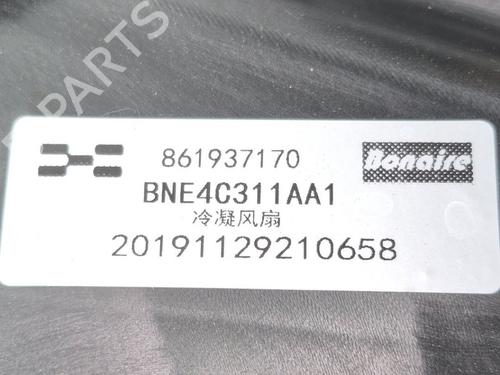 PARTS
861937170
Bonaire
BNE4C311AA1
冷凝风扇
20191129210658